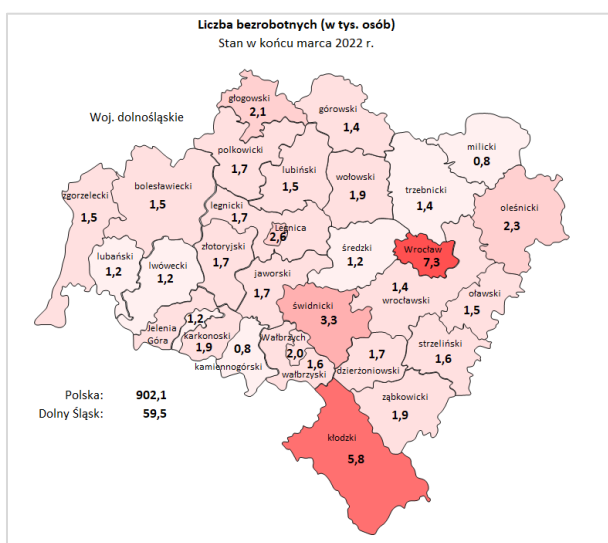 Liczba bezrobotnych (w tys. osób)
Stan w końcu marca 2022 r.
Woj. dolnośląskie
głogowski
2,1
górowski
1,4
milicki
0,8
polkowicki
1,7
lubiński
1,5
wołowski
1,9
trzebnicki
1,4
oleśnicki
2,3
zgorzelecki
1,5
bolesławiecki
1,5
legnicki
1,7
Legnica
2,6
lubański
1,2
lwówecki
1,2
złotoryjski
1,7
średzki
1,2
Wrocław
7,3
jaworski
1,7
1,4
wrocławski
oławski
1,5
świdnicki
3,3
1,2
Jelenia
Góra
karkonoski
1,9
0,8
kamiennogórski
Wałbrzych
2,0
1,6
wałbrzyski
1,7
dzierżoniowski
strzeliński
1,6
ząbkowicki
1,9
kłodzki
5,8
Polska: 902,1
Dolny Śląsk: 59,5